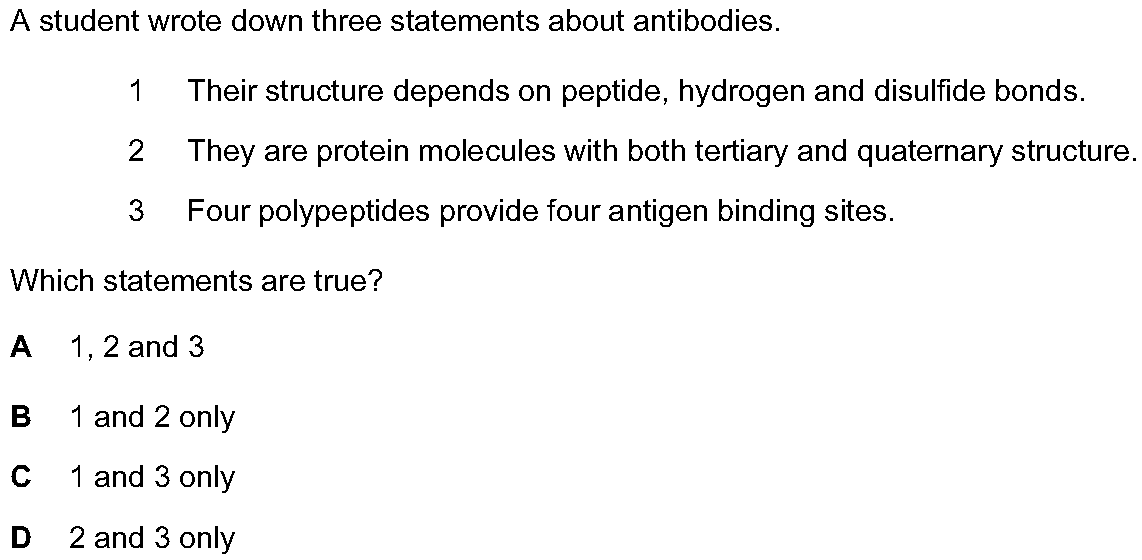 A student wrote down three statements about antibodies.
1 Their structure depends on peptide, hydrogen and disulfide bonds.
2 They are protein molecules with both tertiary and quaternary structure.
3 Four polypeptides provide four antigen binding sites.
Which statements are true?
A 1, 2 and 3
B 1 and 2 only
C 1 and 3 only
D 2 and 3 only